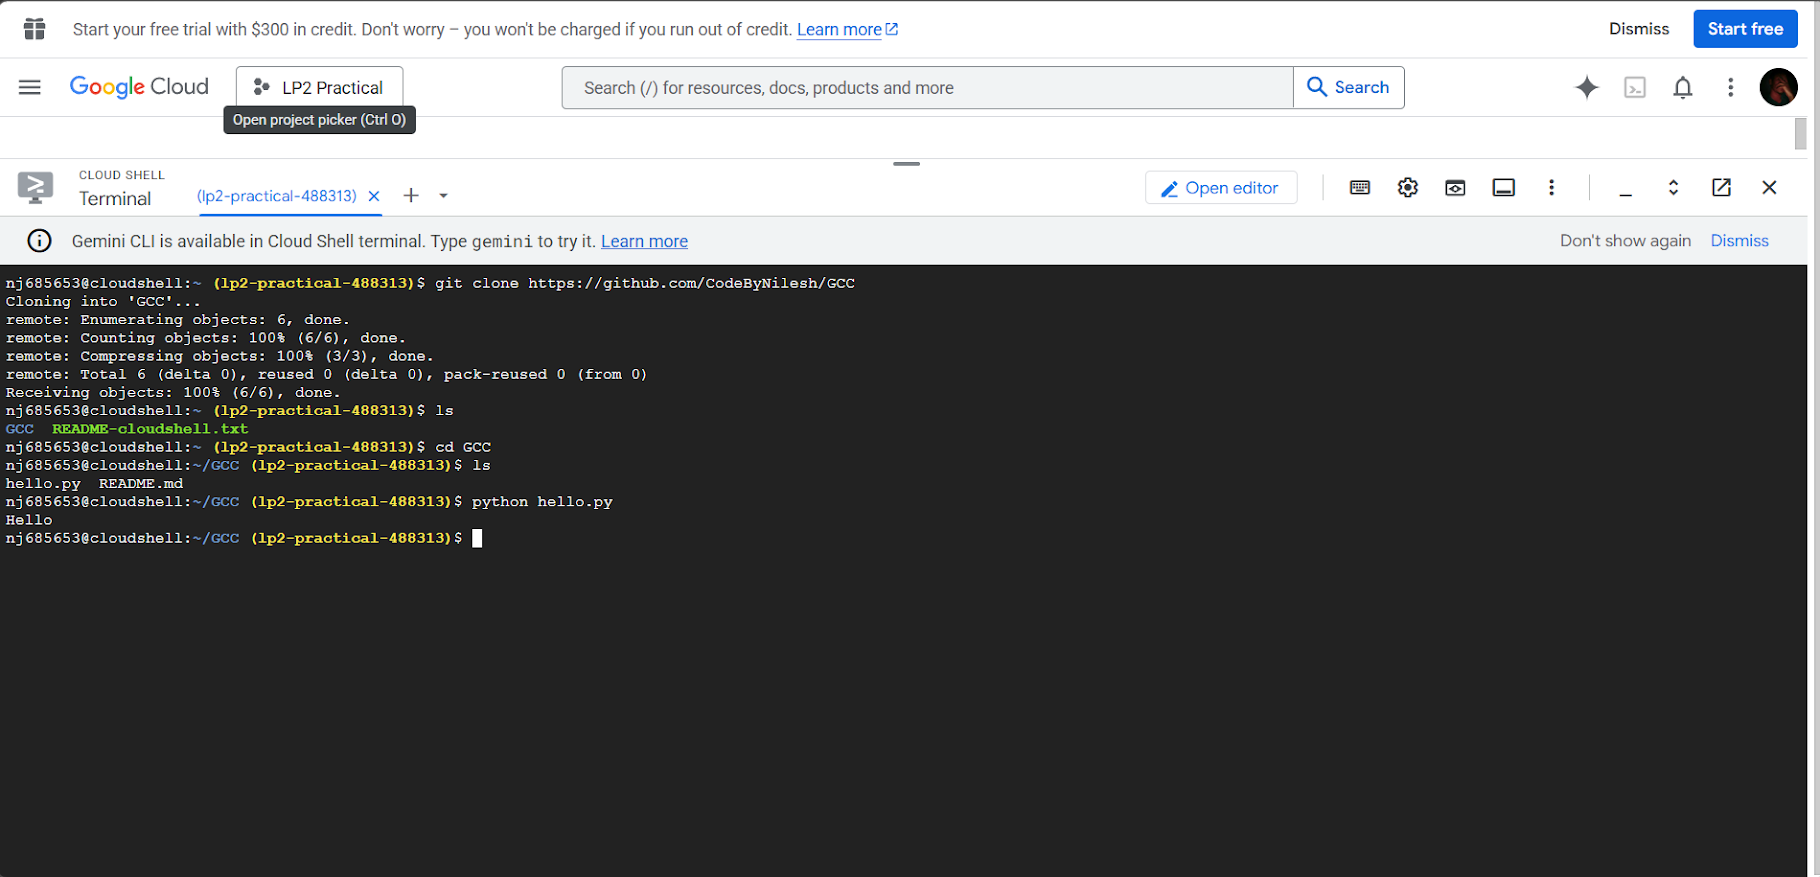 Start your free trial with $300 in credit. Don't worry – you won't be charged if you run out of credit. Learn more
Dismiss
Start free
Google Cloud
LP2 Practical
Search (/) for resources, docs, products and more
Search
Open project picker (Ctrl O)
CLOUD SHELL
Terminal
(lp2-practical-488313)
Open editor
Gemini CLI is available in Cloud Shell terminal. Type gemini to try it. Learn more
Don't show again
Dismiss
nj685653@cloudshell:~ (lp2-practical-488313)$ git clone https://github.com/CodeByNilesh/GCC
Cloning into 'GCC'...
remote: Enumerating objects: 6, done.
remote: Counting objects: 100% (6/6), done.
remote: Compressing objects: 100% (3/3), done.
remote: Total 6 (delta 0), reused 0 (delta 0), pack-reused 0 (from 0)
Receiving objects: 100% (6/6), done.
nj685653@cloudshell:~ (lp2-practical-488313)$ ls
GCC  README-cloudshell.txt
nj685653@cloudshell:~ (lp2-practical-488313)$ cd GCC
nj685653@cloudshell:~/GCC (lp2-practical-488313)$ ls
hello.py  README.md
nj685653@cloudshell:~/GCC (lp2-practical-488313)$ python hello.py
Hello
nj685653@cloudshell:~/GCC (lp2-practical-488313)$